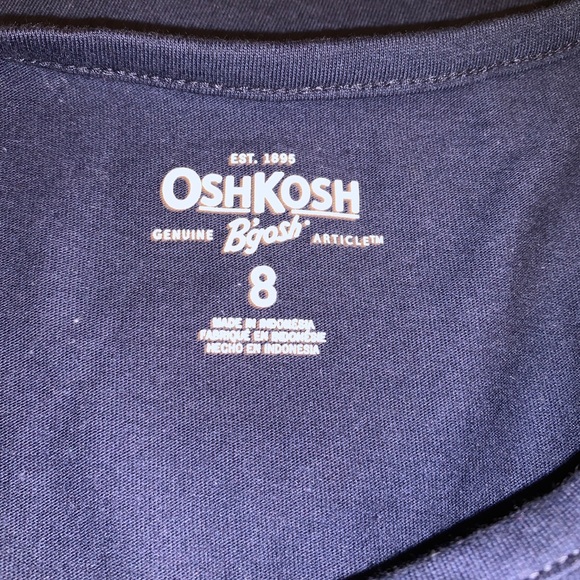 EST. 1895
OSHKOSH
GENUINE B'gosh® ARTICLE™
8
MADE IN INDONESIA
FABRIQUÉ EN INDONÉSIE
HECHO EN INDONESIA